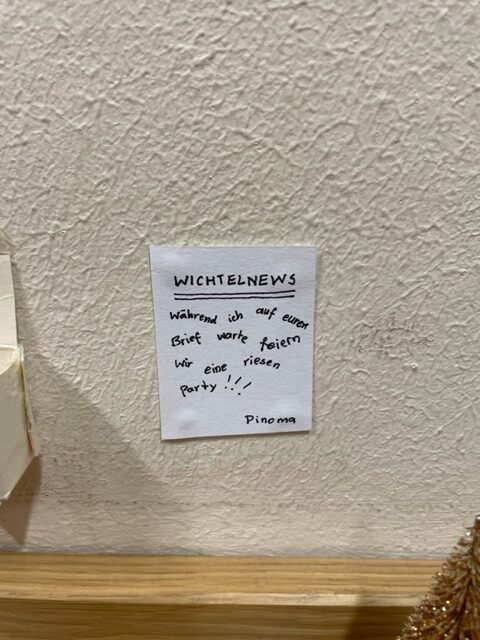 WICHTELNEWS
Während ich auf euren
Brief warte feiern
Wir eine riesen
Party !!!
Pinoma